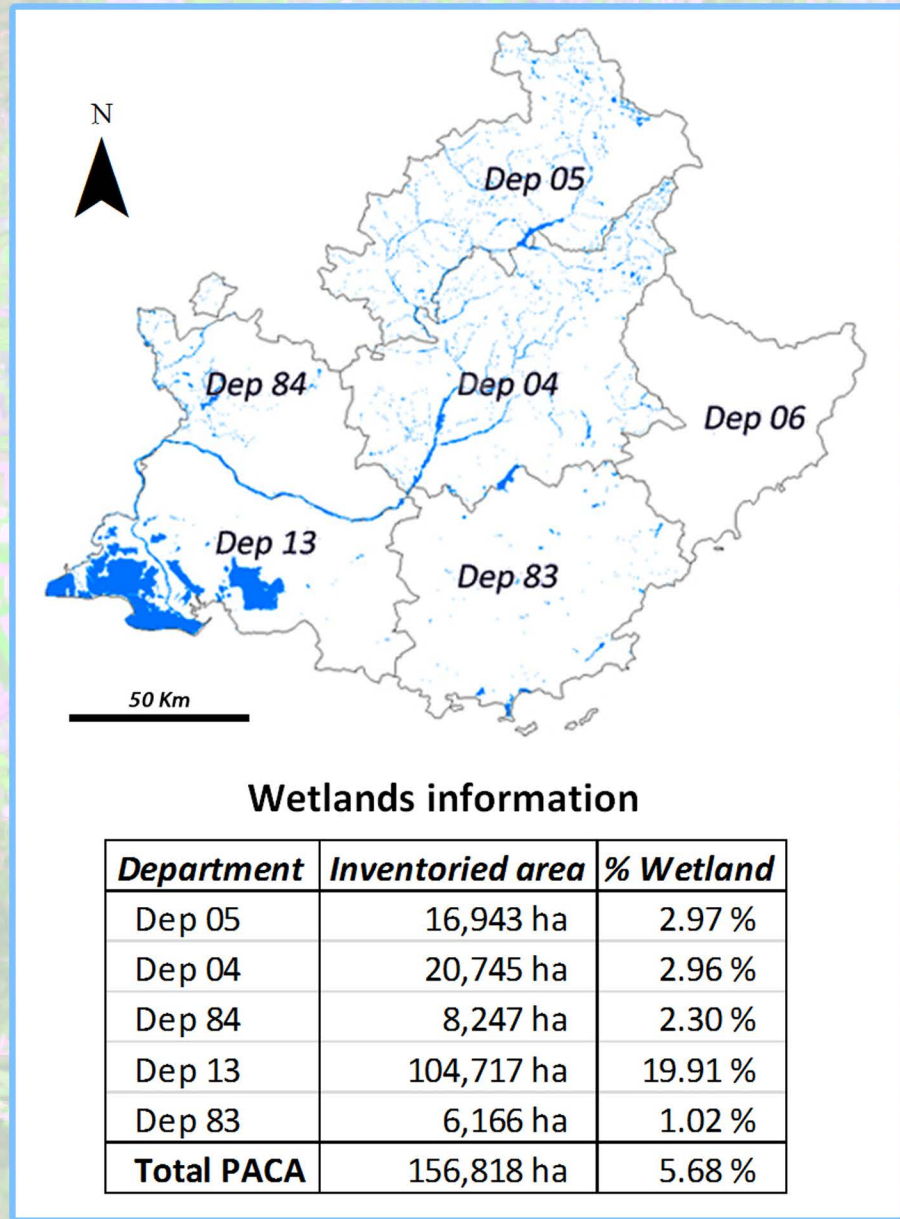 N
Dep 05
Dep 84
Dep 04
Dep 06
Dep 13
Dep 83
50 Km
Wetlands information
Department Inventoried area % Wetland
Dep 05 16,943 ha 2.97 %
Dep 04 20,745 ha 2.96 %
Dep 84 8,247 ha 2.30 %
Dep 13 104,717 ha 19.91 %
Dep 83 6,166 ha 1.02 %
Total PACA 156,818 ha 5.68 %